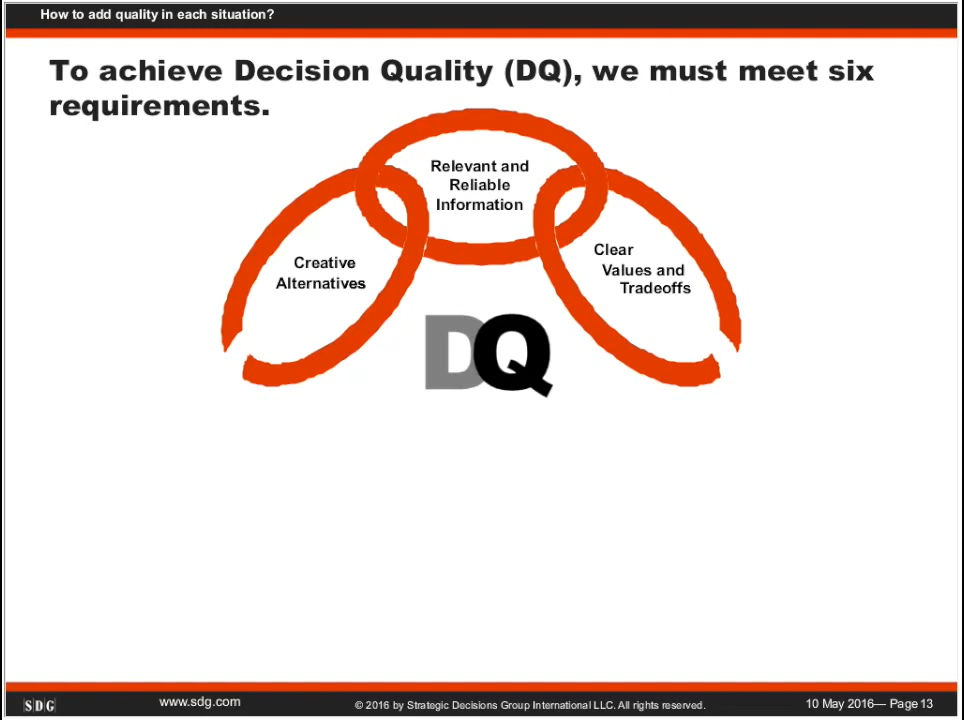 How to add quality in each situation?
To achieve Decision Quality (DQ), we must meet six
requirements.
Relevant and
Reliable
Information
Creative
Alternatives
Clear
Values and
Tradeoffs
DQ
SDG
www.sdg.com
© 2016 by Strategic Decisions Group International LLC. All rights reserved.
10 May 2016— Page 13